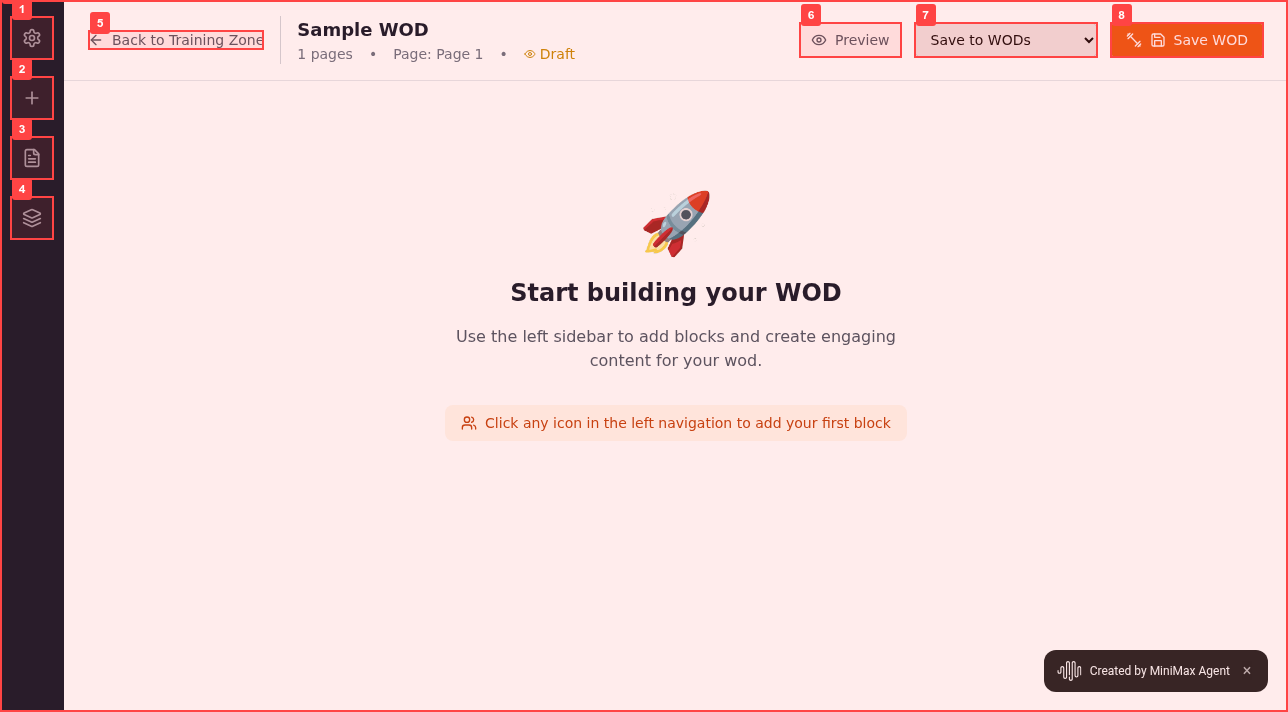 1
2
3
4
5
Back to Training Zone
Sample WOD
1 pages • Page: Page 1 • Draft
6
Preview
7
Save to WODs
8
Save WOD
Start building your WOD
Use the left sidebar to add blocks and create engaging
content for your wod.
Click any icon in the left navigation to add your first block
Created by MiniMax Agent ×